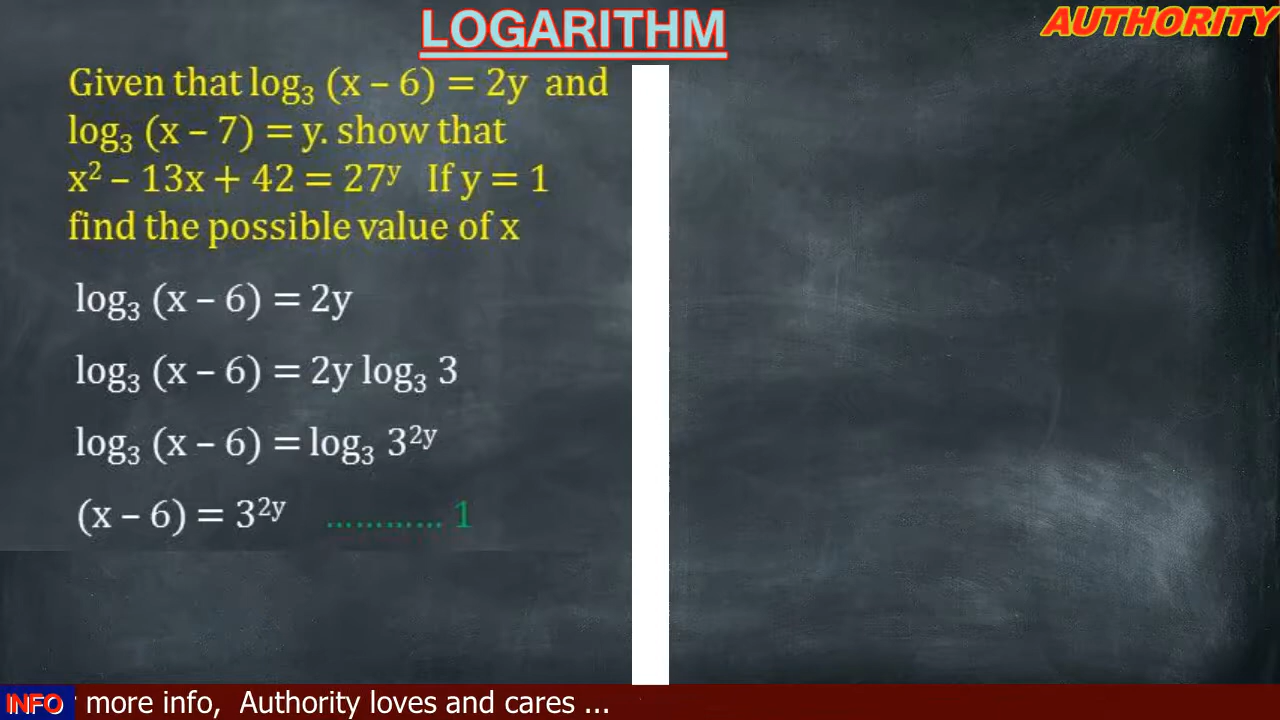 LOGARITHM
AUTHORITY
Given that log₃ (x – 6) = 2y and
log₃ (x – 7) = y. show that
x² – 13x + 42 = 27ʸ If y = 1
find the possible value of x
log₃ (x – 6) = 2y
log₃ (x – 6) = 2y log₃ 3
log₃ (x – 6) = log₃ 3²ʸ
(x – 6) = 3²ʸ ............ 1
INFO more info, Authority loves and cares ...